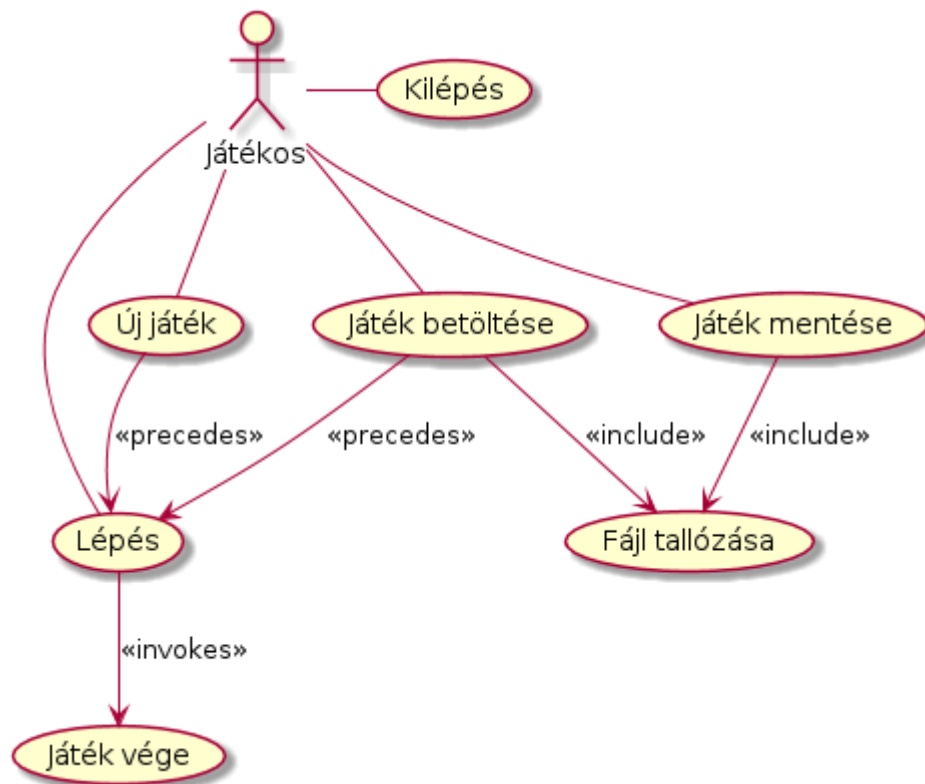 Kilépés
Játékos
Új játék
Játék betöltése
Játék mentése
«precedes»
«precedes»
«include»
«include»
Lépés
Fájl tallózása
«invokes»
Játék vége